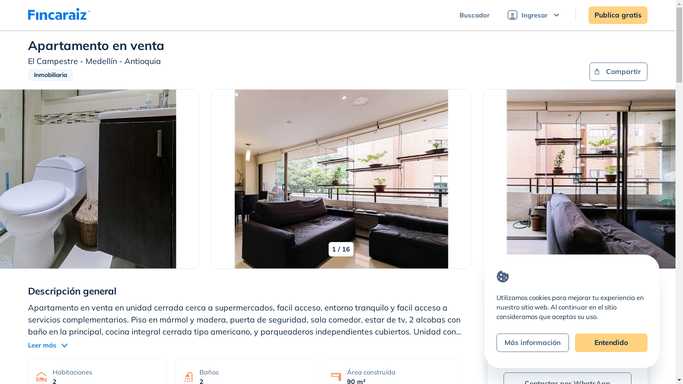 Fincaraiz
Buscador
Ingresar
Publica gratis
Apartamento en venta
El Campestre - Medellín - Antioquia
Inmobiliaria
Compartir
1 / 16
Descripción general
Apartamento en venta en unidad cerrada cerca a supermercados, facil acceso, entorno tranquilo y facil acceso a
servicios complementarios. Piso en mármol y madera, puerta de seguridad, sala comedor, estar de tv, 2 alcobas con
baño en la principal, cocina integral cerrada tipo americano, y parqueaderos independientes cubiertos. Unidad con...
Leer más
Habitaciones
2
Baños
2
Área construida
90 m²
Utilizamos cookies para mejorar tu experiencia en
nuestro sitio web. Al continuar en el sitio
consideramos que aceptas su uso.
Más información
Entendido
Contactar por WhatsApp